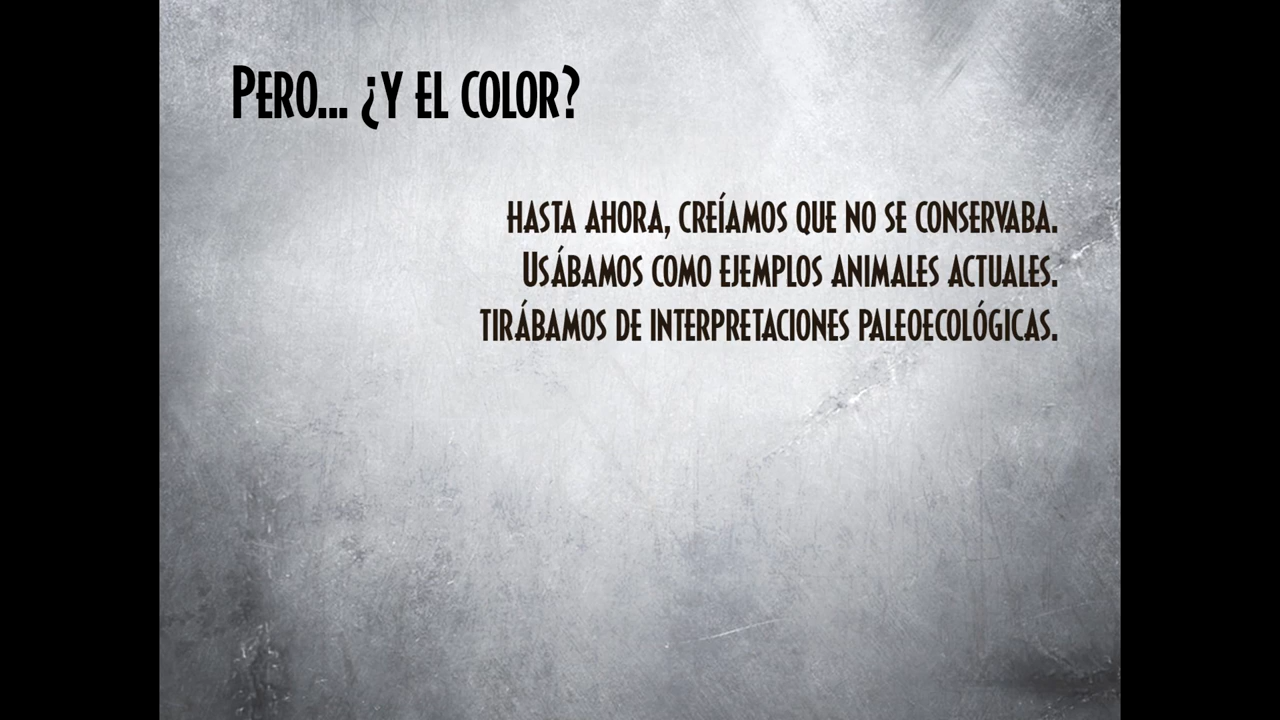 Pero... ¿y el color?
hasta ahora, creíamos que no se conservaba.
Usábamos como ejemplos animales actuales.
tirábamos de interpretaciones paleoecológicas.